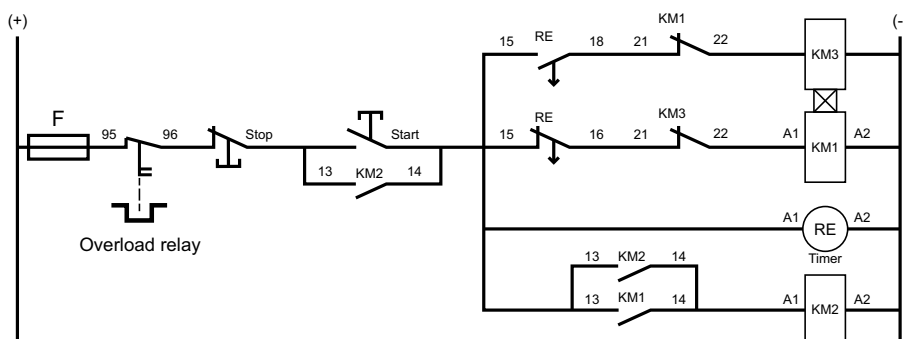 (+)
(-
15 RE 18 21 KM1 22 KM3
F
95 96 Stop Start
15 RE 16 21 KM3 22 A1 KM1 A2
13 KM2 14
Overload relay
A1 RE A2
Timer
13 KM2 14
13 KM1 14 A1 KM2 A2